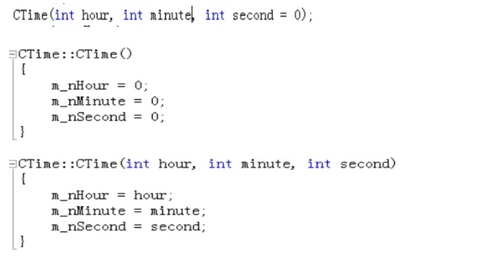 CTime(int hour, int minute, int second = 0);
CTime::CTime()
{
m_nHour = 0;
m_nMinute = 0;
m_nSecond = 0;
}
CTime::CTime(int hour, int minute, int second)
{
m_nHour = hour;
m_nMinute = minute;
m_nSecond = second;
}